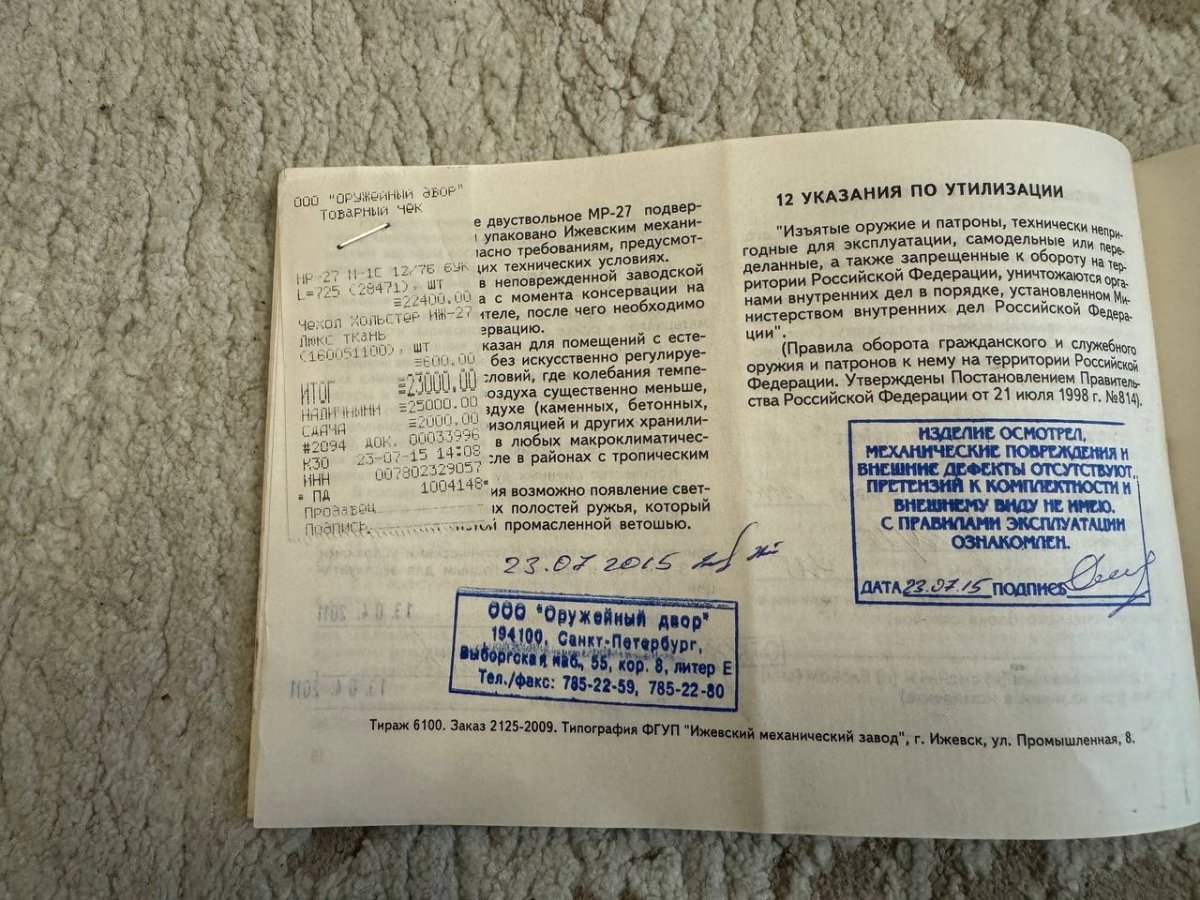 ООО "Оружейный двор"
Товарный чек
МР-27 М-1С 12/76 бук
L=725 (28471), шт
=22400.00
Чехол Хольстер ИЖ-27
Люкс ткань
(160051100), шт
=600.00
ИТОГ =23000.00
НАЛИЧНЫМИ =25000.00
СДАЧА =2000.00
#2094 ДОК. 00033996
К30 23-07-15 14:08
ИНН 007802329057
ПД 1004148*
Продавец
Подпись
е двуствольное МР-27 подвер-
упаковано Ижевским механи-
асно требованиям, предусмот-
их технических условиях.
в неповрежденной заводской
а с момента консервации на
ителе, после чего необходимо
ервацию.
казан для помещений с есте-
без искусственно регулируе-
словий, где колебания темпе-
оздуха существенно меньше,
здухе (каменных, бетонных,
изоляцией и других хранили-
в любых макроклиматичес-
сле в районах с тропическим
ия возможно появление свет-
х полостей ружья, который
промасленной ветошью.
23.07 2015
ООО "Оружейный двор"
194100, Санкт-Петербург,
Выборгская наб., 55, кор. 8, литер Е
Тел./факс: 785-22-59, 785-22-80
12 УКАЗАНИЯ ПО УТИЛИЗАЦИИ
"Изъятые оружие и патроны, технически непри-
годные для эксплуатации, самодельные или пере-
деланные, а также запрещенные к обороту на тер-
ритории Российской Федерации, уничтожаются орга-
нами внутренних дел в порядке, установленном Ми-
нистерством внутренних дел Российской Федера-
ции".
(Правила оборота гражданского и служебного
оружия и патронов к нему на территории Российской
Федерации. Утверждены Постановлением Правитель-
ства Российской Федерации от 21 июля 1998 г. №814).
ИЗДЕЛИЕ ОСМОТРЕЛ,
МЕХАНИЧЕСКИЕ ПОВРЕЖДЕНИЯ И
ВНЕШНИЕ ДЕФЕКТЫ ОТСУТСТВУЮТ,
ПРЕТЕНЗИЙ К КОМПЛЕКТНОСТИ И
ВНЕШНЕМУ ВИДУ НЕ ИМЕЮ.
С ПРАВИЛАМИ ЭКСПЛУАТАЦИИ
ОЗНАКОМЛЕН.
ДАТА 23.07.15 ПОДПИСЬ
Тираж 6100. Заказ 2125-2009. Типография ФГУП "Ижевский механический завод", г. Ижевск, ул. Промышленная, 8.